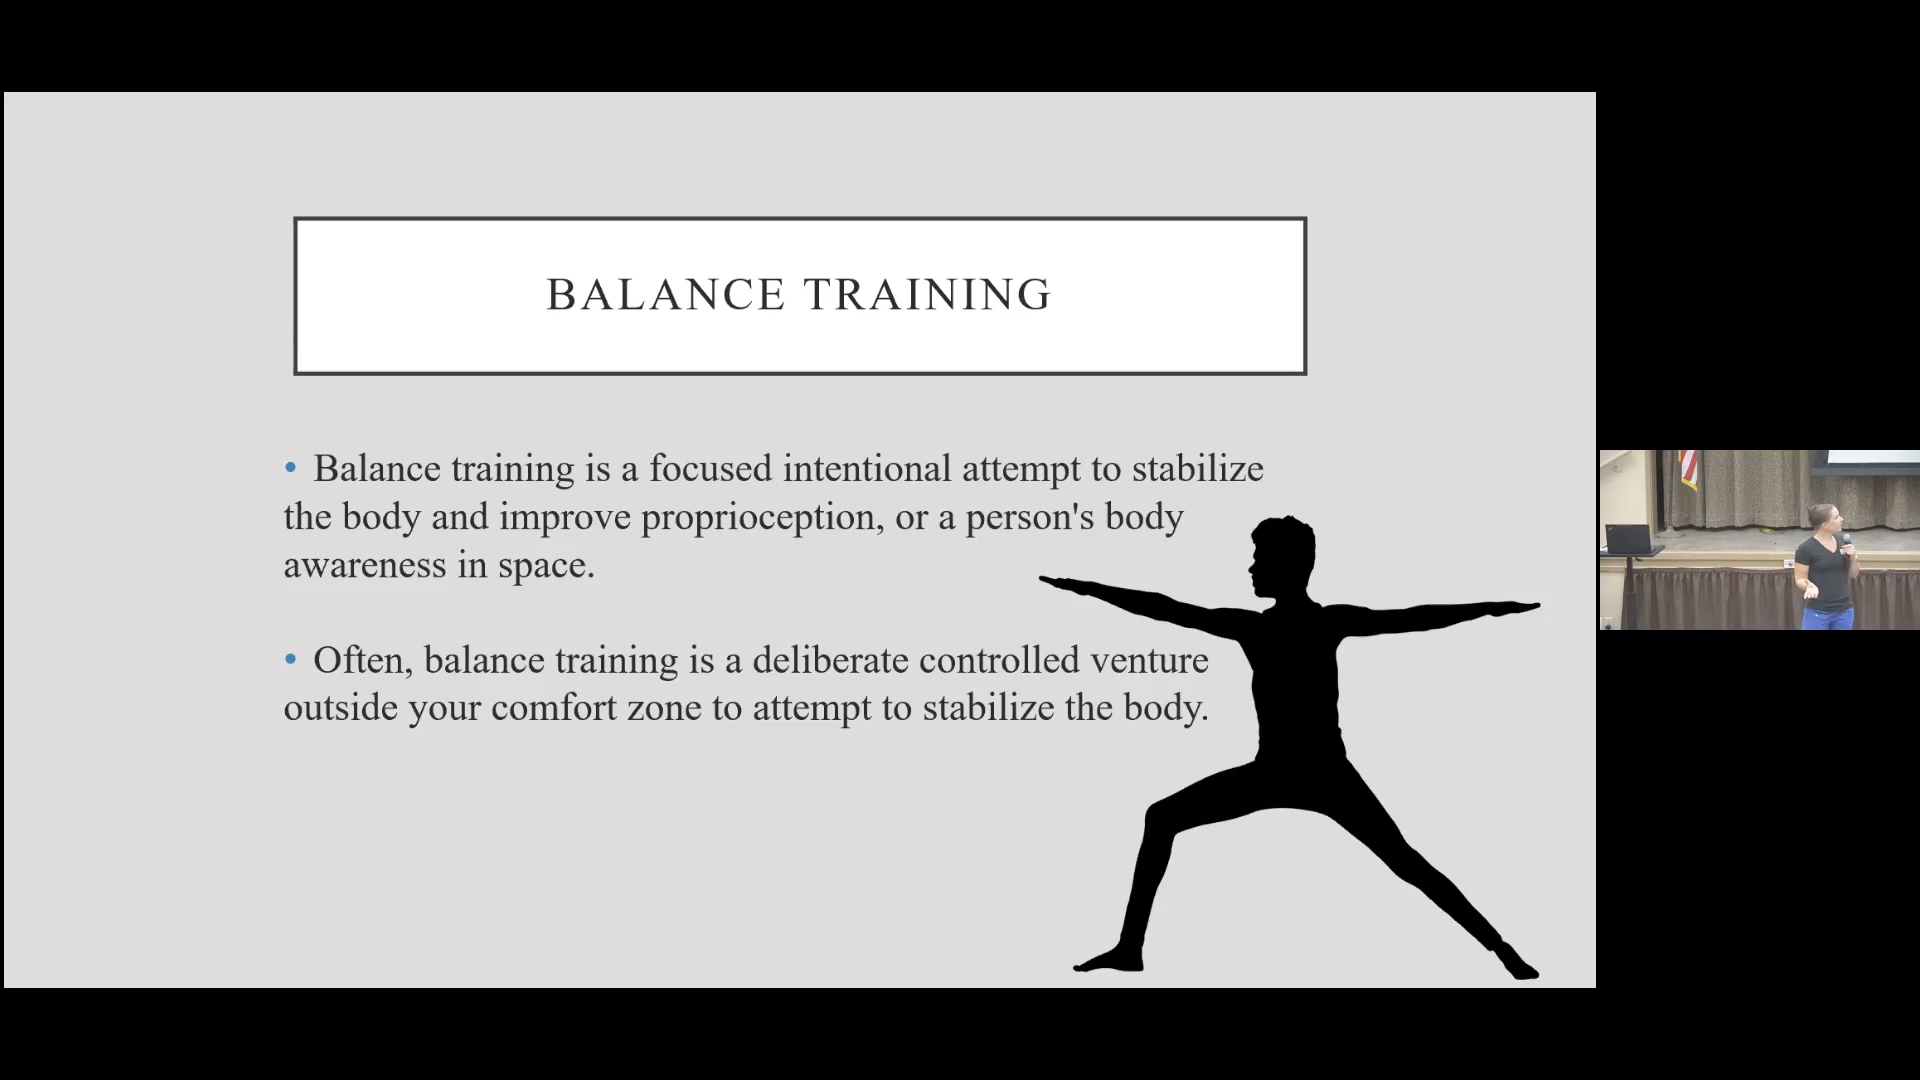 BALANCE TRAINING
• Balance training is a focused intentional attempt to stabilize
the body and improve proprioception, or a person's body
awareness in space.
• Often, balance training is a deliberate controlled venture
outside your comfort zone to attempt to stabilize the body.